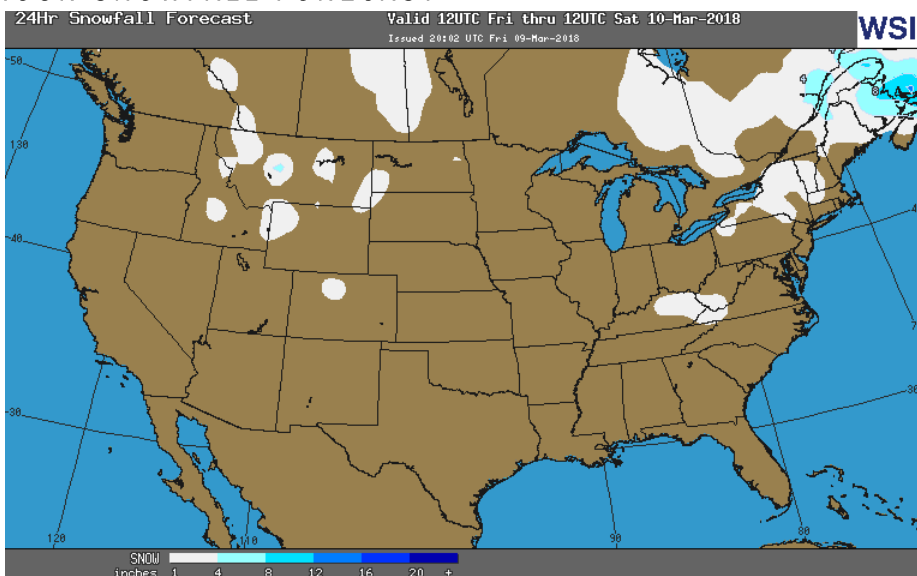 24Hr Snowfall Forecast
Valid 12UTC Fri thru 12UTC Sat 10-Mar-2018
Issued 20:02 UTC Fri 09-Mar-2018
WSI
50
130
4
8
40
30
120
110
90
80
SNOW
inches 1 4 8 12 16 20 +